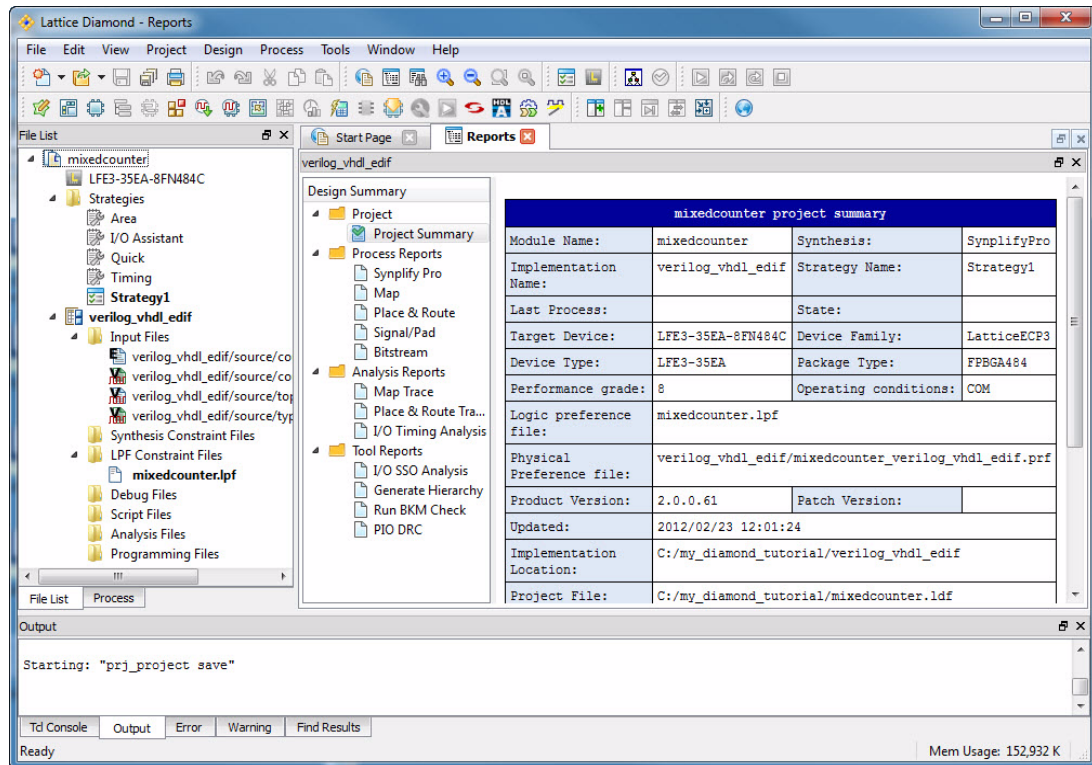 Lattice Diamond - Reports
File Edit View Project Design Process Tools Window Help
File List
mixedcounter
LFE3-35EA-8FN484C
Strategies
Area
I/O Assistant
Quick
Timing
Strategy1
verilog_vhdl_edif
Input Files
verilog_vhdl_edif/source/co
verilog_vhdl_edif/source/co
verilog_vhdl_edif/source/top
verilog_vhdl_edif/source/typ
Synthesis Constraint Files
LPF Constraint Files
mixedcounter.lpf
Debug Files
Script Files
Analysis Files
Programming Files
File List Process
Start Page Reports
verilog_vhdl_edif
Design Summary
Project
Project Summary
Process Reports
Synplify Pro
Map
Place & Route
Signal/Pad
Bitstream
Analysis Reports
Map Trace
Place & Route Tra...
I/O Timing Analysis
Tool Reports
I/O SSO Analysis
Generate Hierarchy
Run BKM Check
PIO DRC
mixedcounter project summary
Module Name: mixedcounter Synthesis: SynplifyPro
Implementation Name: verilog_vhdl_edif Strategy Name: Strategy1
Last Process: State:
Target Device: LFE3-35EA-8FN484C Device Family: LatticeECP3
Device Type: LFE3-35EA Package Type: FPBGA484
Performance grade: 8 Operating conditions: COM
Logic preference file: mixedcounter.lpf
Physical Preference file: verilog_vhdl_edif/mixedcounter_verilog_vhdl_edif.prf
Product Version: 2.0.0.61 Patch Version:
Updated: 2012/02/23 12:01:24
Implementation Location: C:/my_diamond_tutorial/verilog_vhdl_edif
Project File: C:/my_diamond_tutorial/mixedcounter.ldf
Output
Starting: "prj_project save"
Tcl Console Output Error Warning Find Results
Ready Mem Usage: 152,932 K